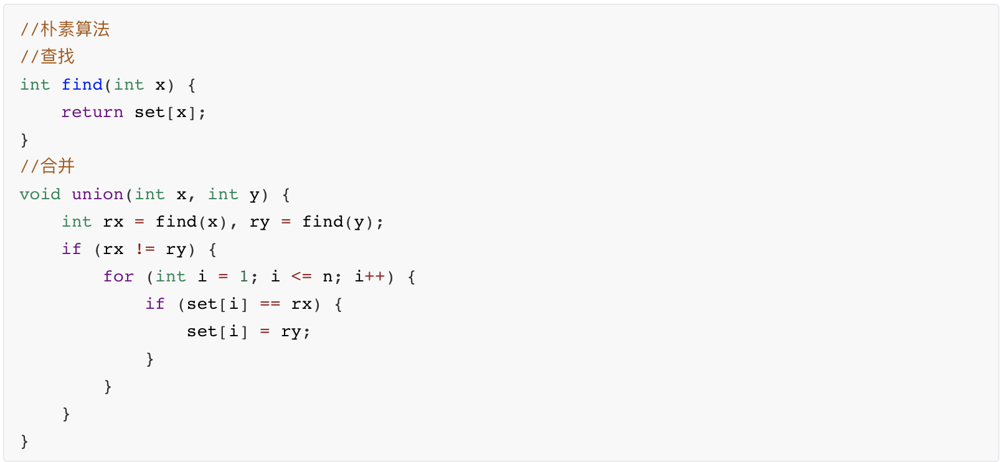 //朴素算法
//查找
int find(int x) {
    return set[x];
}
//合并
void union(int x, int y) {
    int rx = find(x), ry = find(y);
    if (rx != ry) {
        for (int i = 1; i <= n; i++) {
            if (set[i] == rx) {
                set[i] = ry;
            }
        }
    }
}